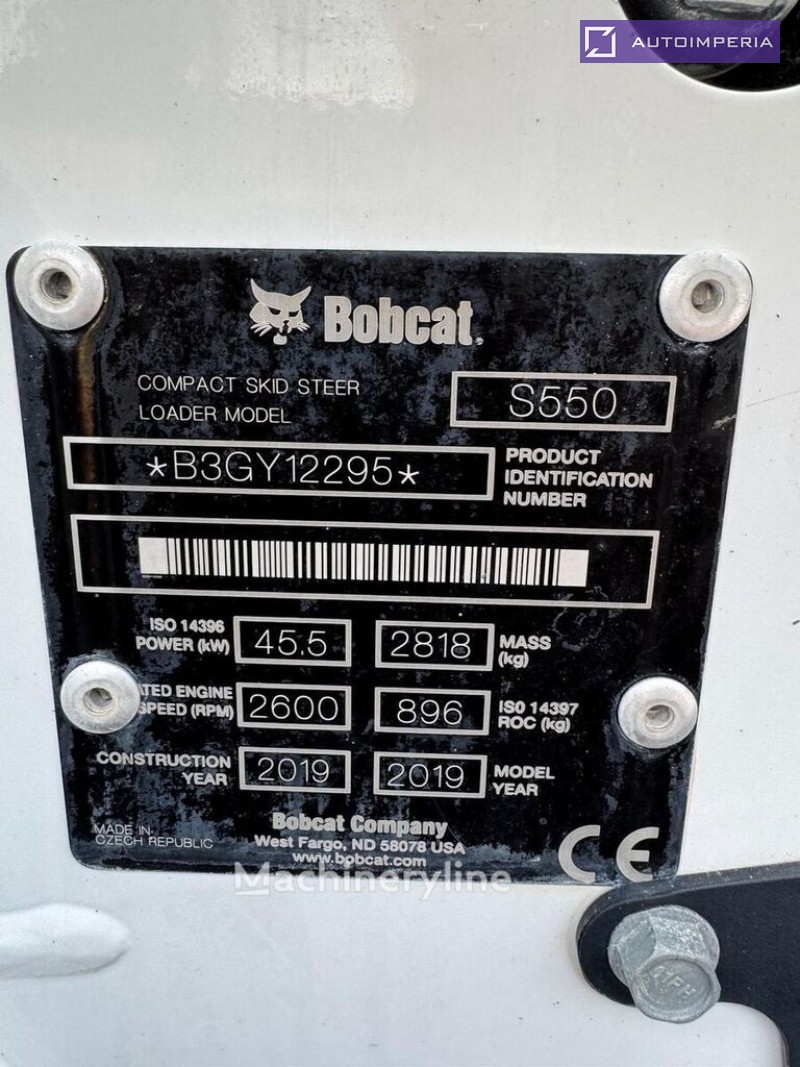 AUTOIMPERIA
Bobcat
COMPACT SKID STEER
LOADER MODEL
S550
*B3GY12295*
PRODUCT
IDENTIFICATION
NUMBER
ISO 14396
POWER (kW)
45.5
2818
MASS
(kg)
TED ENGINE
SPEED (RPM)
2600
896
ISO 14397
ROC (kg)
CONSTRUCTION
YEAR
2019
2019
MODEL
YEAR
MADE IN
CZECH REPUBLIC
Bobcat Company
West Fargo, ND 58078 USA
www.bobcat.com
CE
Machineryline